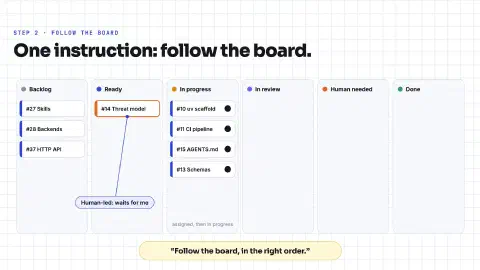 STEP 2 · FOLLOW THE BOARD
One instruction: follow the board.
Backlog
#27 Skills
#28 Backends
#37 HTTP API
Ready
#14 Threat model
Human-led: waits for me
In progress
#10 uv scaffold
#11 CI pipeline
#15 AGENTS.md
#13 Schemas
assigned, then in progress
In review
Human needed
Done
"Follow the board, in the right order."